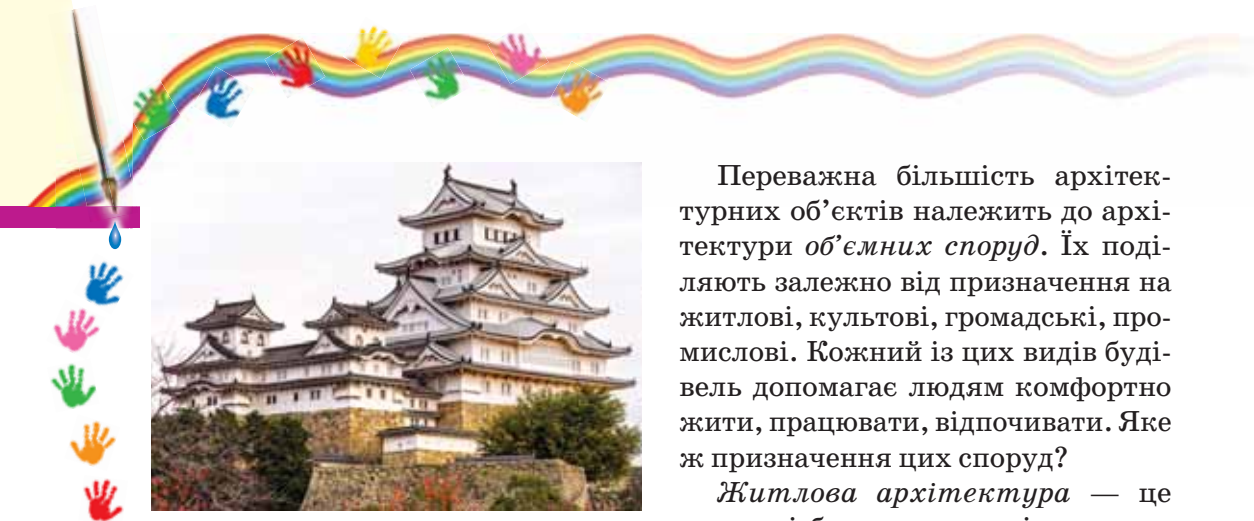 Переважна більшість архітек-
турних об’єктів належить до архі-
тектури об’ємних споруд. Їх поді-
ляють залежно від призначення на
житлові, культові, громадські, про-
мислові. Кожний із цих видів буді-
вель допомагає людям комфортно
жити, працювати, відпочивати. Яке
ж призначення цих споруд?
Житлова архітектура — це